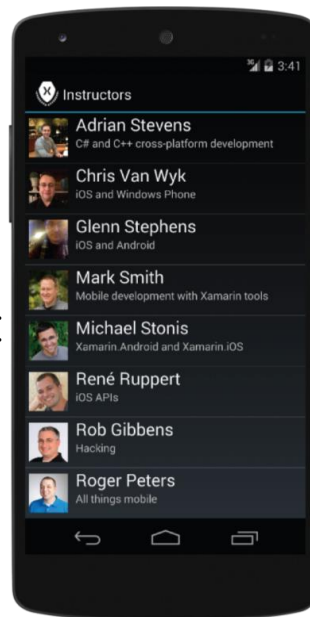 3G 3:41
X Instructors
Adrian Stevens
C# and C++ cross-platform development
Chris Van Wyk
iOS and Windows Phone
Glenn Stephens
iOS and Android
Mark Smith
Mobile development with Xamarin tools
Michael Stonis
Xamarin.Android and Xamarin.iOS
René Ruppert
iOS APIs
Rob Gibbens
Hacking
Roger Peters
All things mobile